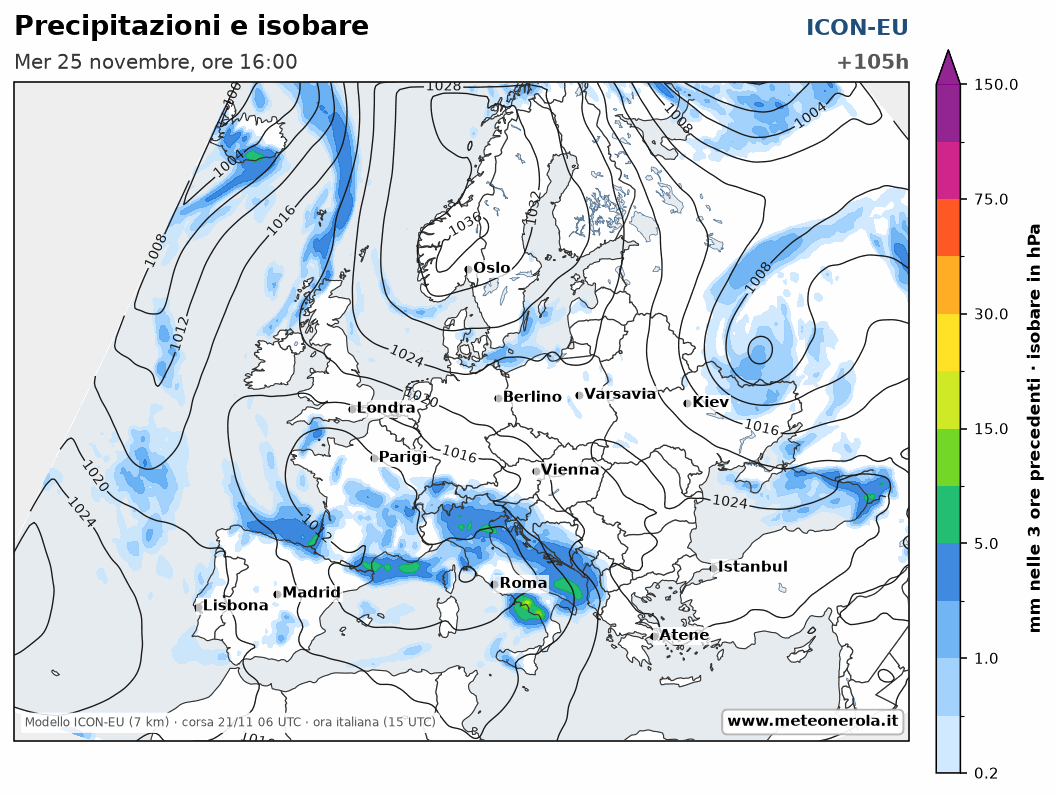 Precipitazioni e isobare
ICON-EU
Mer 25 novembre, ore 16:00
+105h
1028
1004
1008
1004
1016
1036
1032
1008
1008
1012
Oslo
1024
1020
Londra
Berlino
Varsavia
Kiev
1016
1016
Parigi
Vienna
1020
1024
1024
1012
Istanbul
Roma
Madrid
Lisbona
Atene
Modello ICON-EU (7 km) · corsa 21/11 06 UTC · ora italiana (15 UTC)
www.meteonerola.it
150.0
75.0
30.0
15.0
5.0
1.0
0.2
mm nelle 3 ore precedenti · isobare in hPa